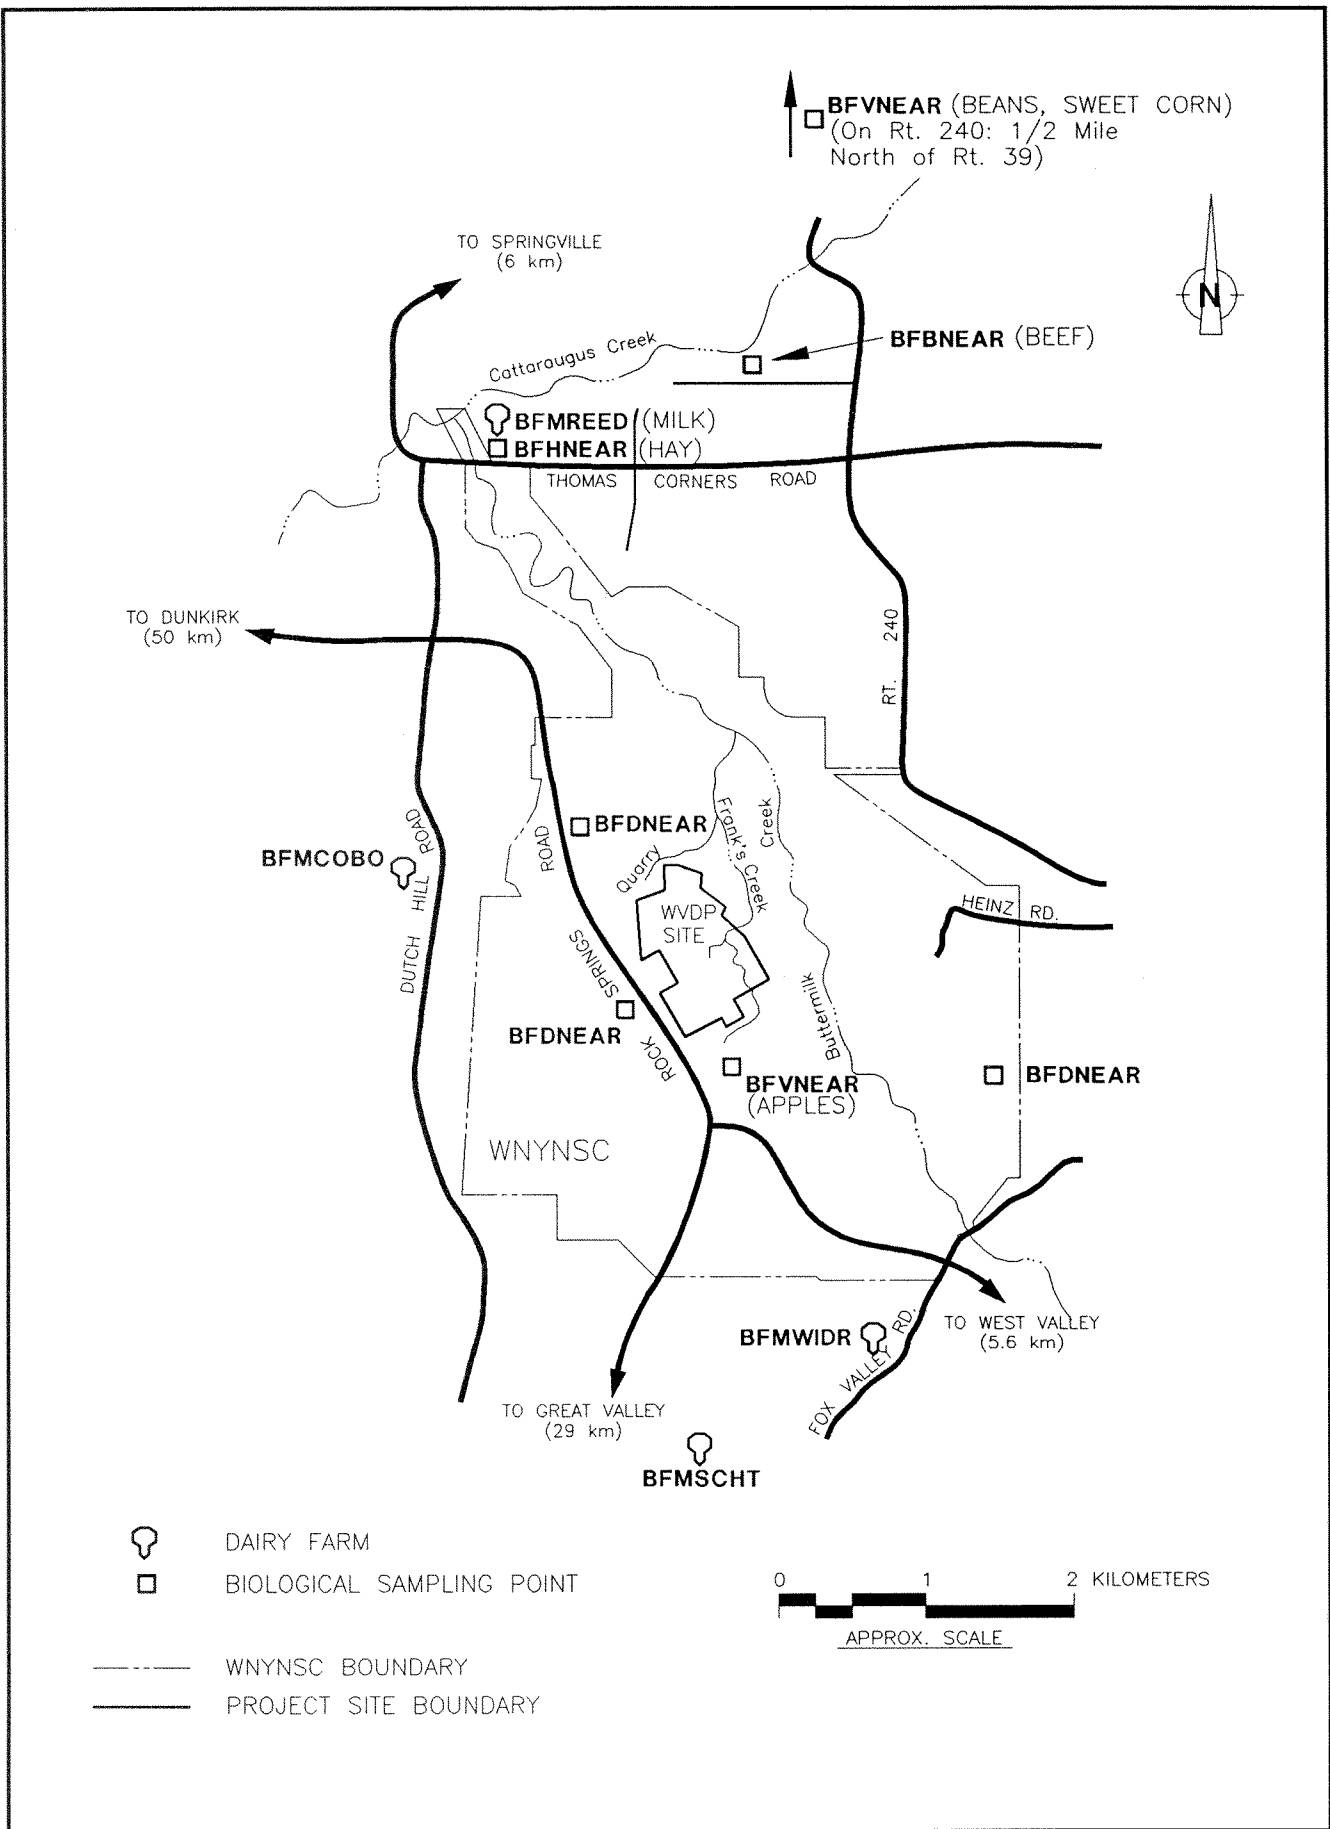 BFVNEAR (BEANS, SWEET CORN)
(On Rt. 240: 1/2 Mile
North of Rt. 39)
TO SPRINGVILLE
(6 km)
N
Cattaraugus Creek
BFBNEAR (BEEF)
BFMREED (MILK)
BFHNEAR (HAY)
THOMAS CORNERS ROAD
TO DUNKIRK
(50 km)
RT. 240
BFDNEAR
BFMCOBO
DUTCH HILL ROAD
ROCK SPRINGS ROAD
Quarry
Frank's Creek
Buttermilk Creek
WVDP
SITE
HEINZ RD.
BFDNEAR
BFVNEAR
(APPLES)
BFDNEAR
WNYNSC
TO WEST VALLEY
(5.6 km)
BFMWIDR
FOX VALLEY RD.
TO GREAT VALLEY
(29 km)
BFMSCHT
DAIRY FARM
BIOLOGICAL SAMPLING POINT
0 1 2 KILOMETERS
APPROX. SCALE
WNYNSC BOUNDARY
PROJECT SITE BOUNDARY